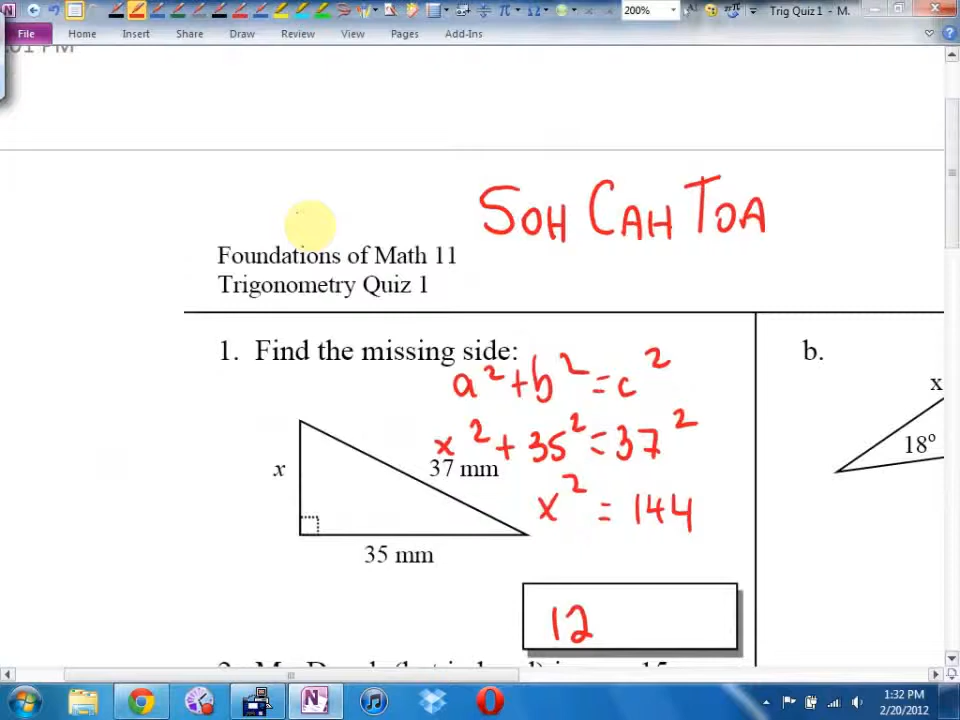 200%
Trig Quiz 1 - M.
File Home Insert Share Draw Review View Pages Add-Ins
SOH CAH TOA
Foundations of Math 11
Trigonometry Quiz 1
1. Find the missing side:
a² + b² = c²
x² + 35² = 37²
x² = 144
x
37 mm
35 mm
12
b.
x
18º
1:32 PM
2/20/2012